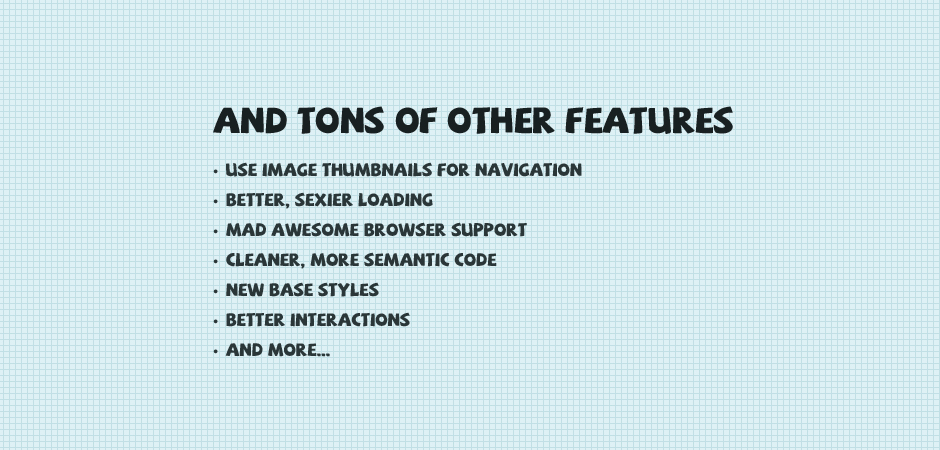 AND TONS OF OTHER FEATURES
• USE IMAGE THUMBNAILS FOR NAVIGATION
• BETTER, SEXIER LOADING
• MAD AWESOME BROWSER SUPPORT
• CLEANER, MORE SEMANTIC CODE
• NEW BASE STYLES
• BETTER INTERACTIONS
• AND MORE...